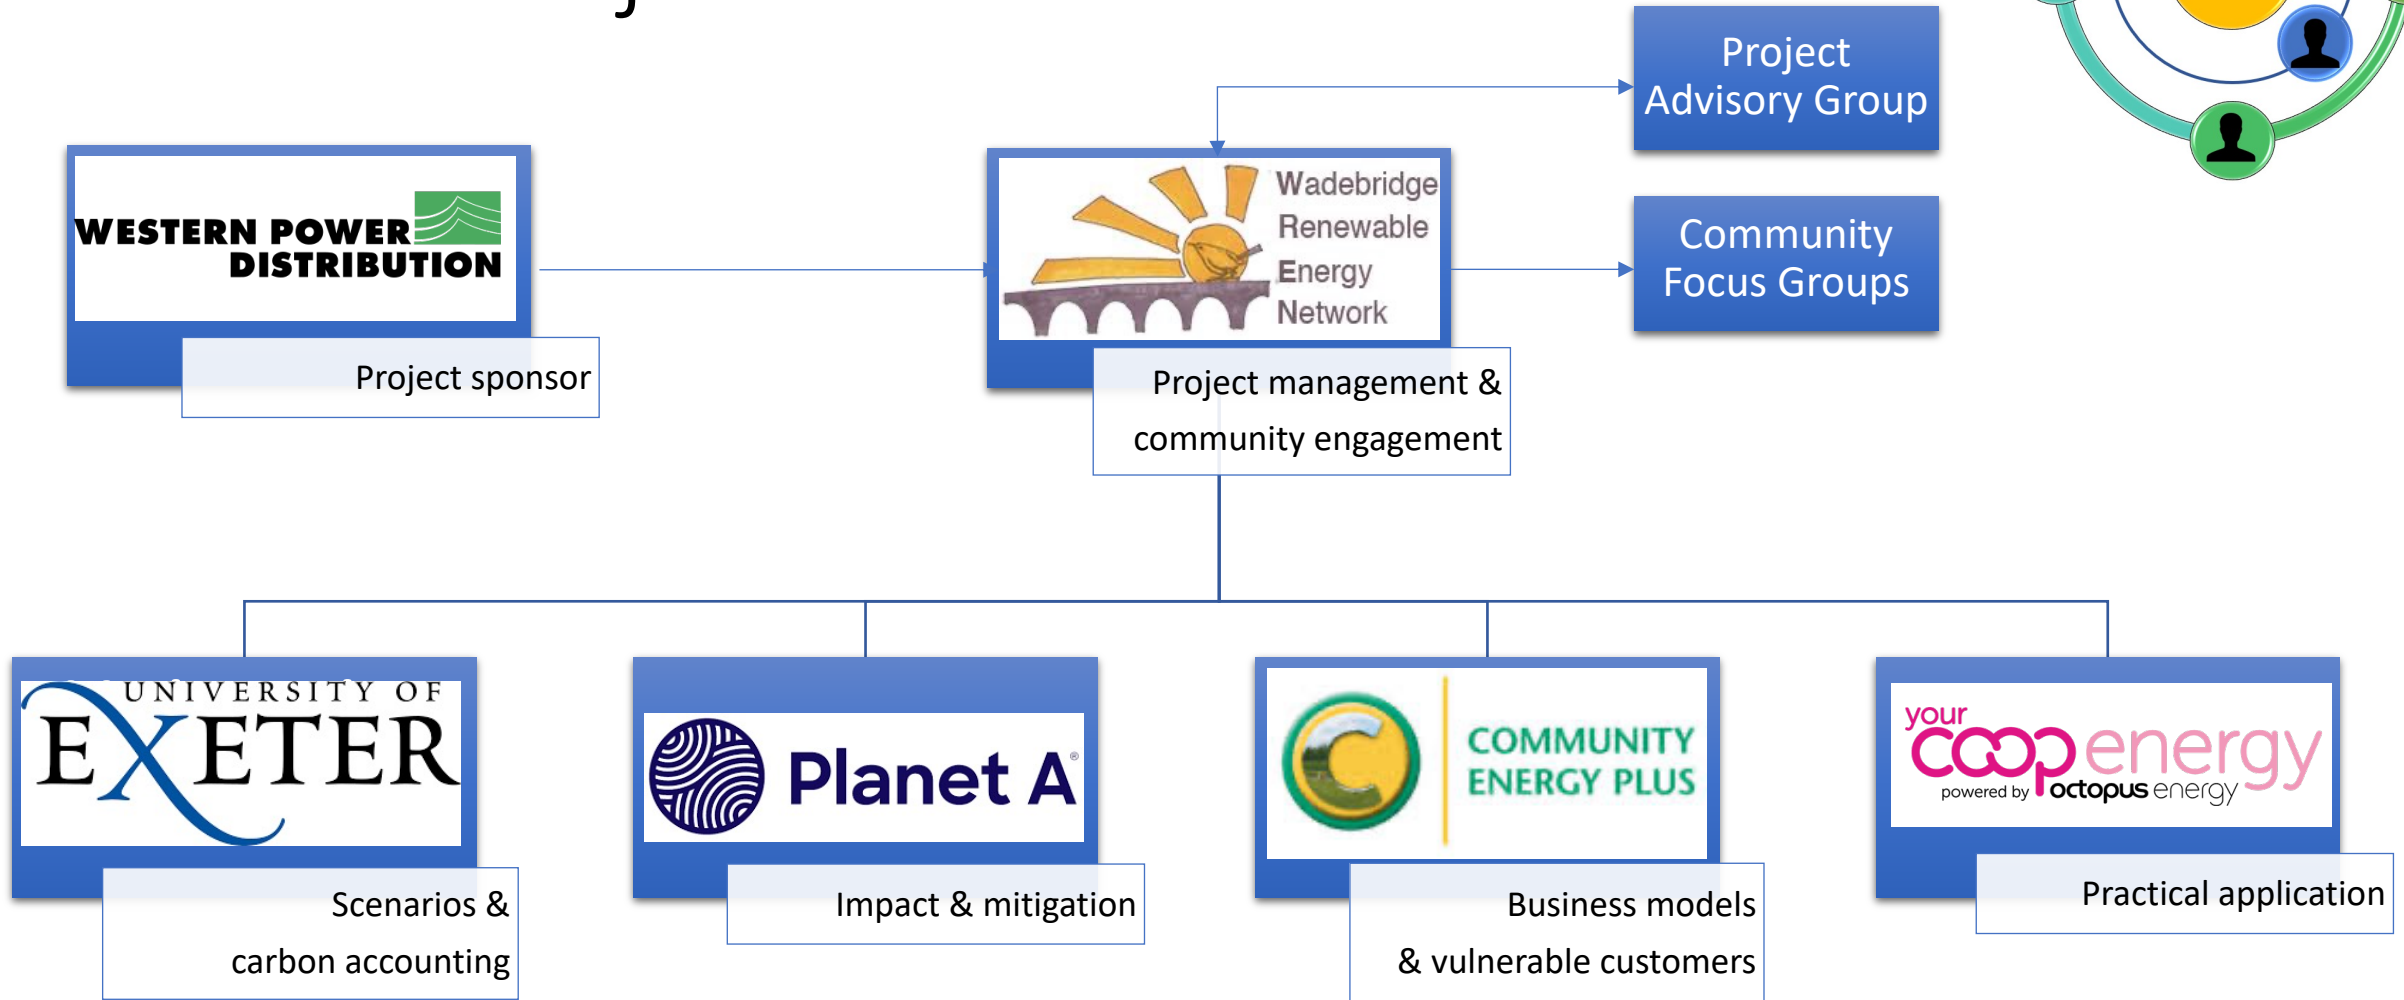 Project
Advisory Group
WESTERN POWER
DISTRIBUTION
Project sponsor
Wadebridge
Renewable
Energy
Network
Project management &
community engagement
Community
Focus Groups
UNIVERSITY OF
EXETER
Scenarios &
carbon accounting
Planet A®
Impact & mitigation
COMMUNITY
ENERGY PLUS
Business models
& vulnerable customers
your
coop energy
powered by octopus energy
Practical application